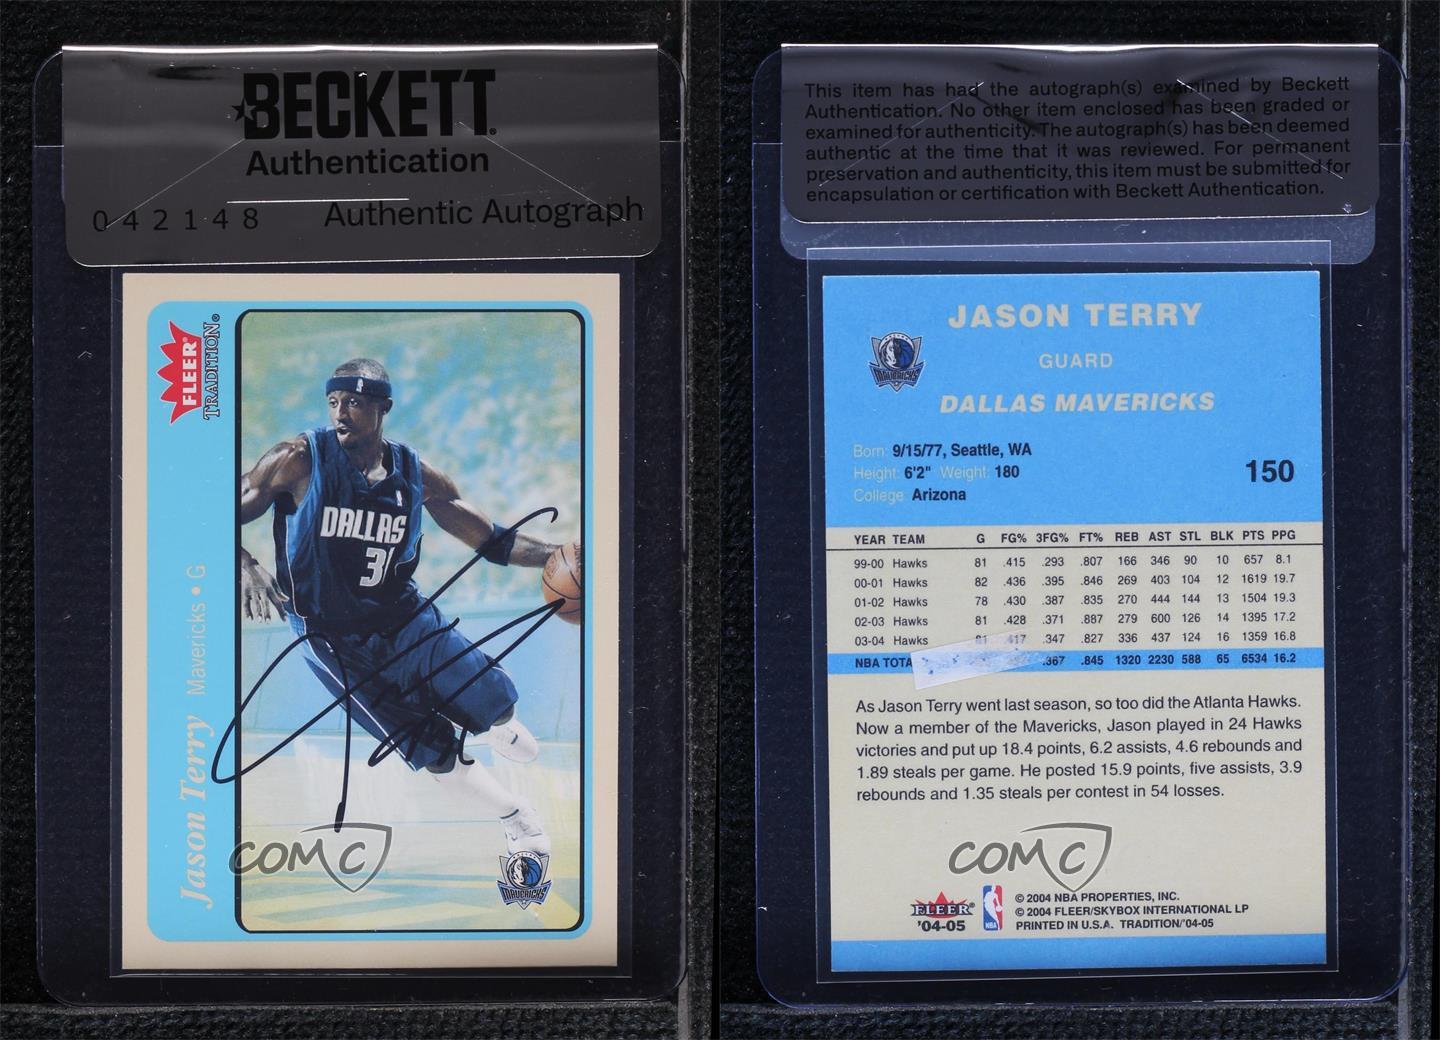 BECKETT
Authentication
042148 Authentic Autograph
FLEER
TRADITION
Jason Terry Mavericks • G
DALLAS
31
MAVERICKS
COMC
This item has had the autograph(s) examined by Beckett
Authentication. No other item enclosed has been graded or
examined for authenticity. The autograph(s) has been deemed
authentic at the time that it was reviewed. For permanent
preservation and authenticity, this item must be submitted for
encapsulation or certification with Beckett Authentication.
JASON TERRY
GUARD
MAVERICKS
DALLAS MAVERICKS
Born: 9/15/77, Seattle, WA
Height: 6'2" Weight: 180
College: Arizona
150
YEAR TEAM G FG% 3FG% FT% REB AST STL BLK PTS PPG
99-00 Hawks 81 .415 .293 .807 166 346 90 10 657 8.1
00-01 Hawks 82 .436 .395 .846 269 403 104 12 1619 19.7
01-02 Hawks 78 .430 .387 .835 270 444 144 13 1504 19.3
02-03 Hawks 81 .428 .371 .887 279 600 126 14 1395 17.2
03-04 Hawks 81 .417 .347 .827 336 437 124 16 1359 16.8
NBA TOTA .367 .845 1320 2230 588 65 6534 16.2
As Jason Terry went last season, so too did the Atlanta Hawks.
Now a member of the Mavericks, Jason played in 24 Hawks
victories and put up 18.4 points, 6.2 assists, 4.6 rebounds and
1.89 steals per game. He posted 15.9 points, five assists, 3.9
rebounds and 1.35 steals per contest in 54 losses.
COMC
FLEER
'04-05
NBA
© 2004 NBA PROPERTIES, INC.
© 2004 FLEER/SKYBOX INTERNATIONAL LP
PRINTED IN U.S.A. TRADITION/'04-05